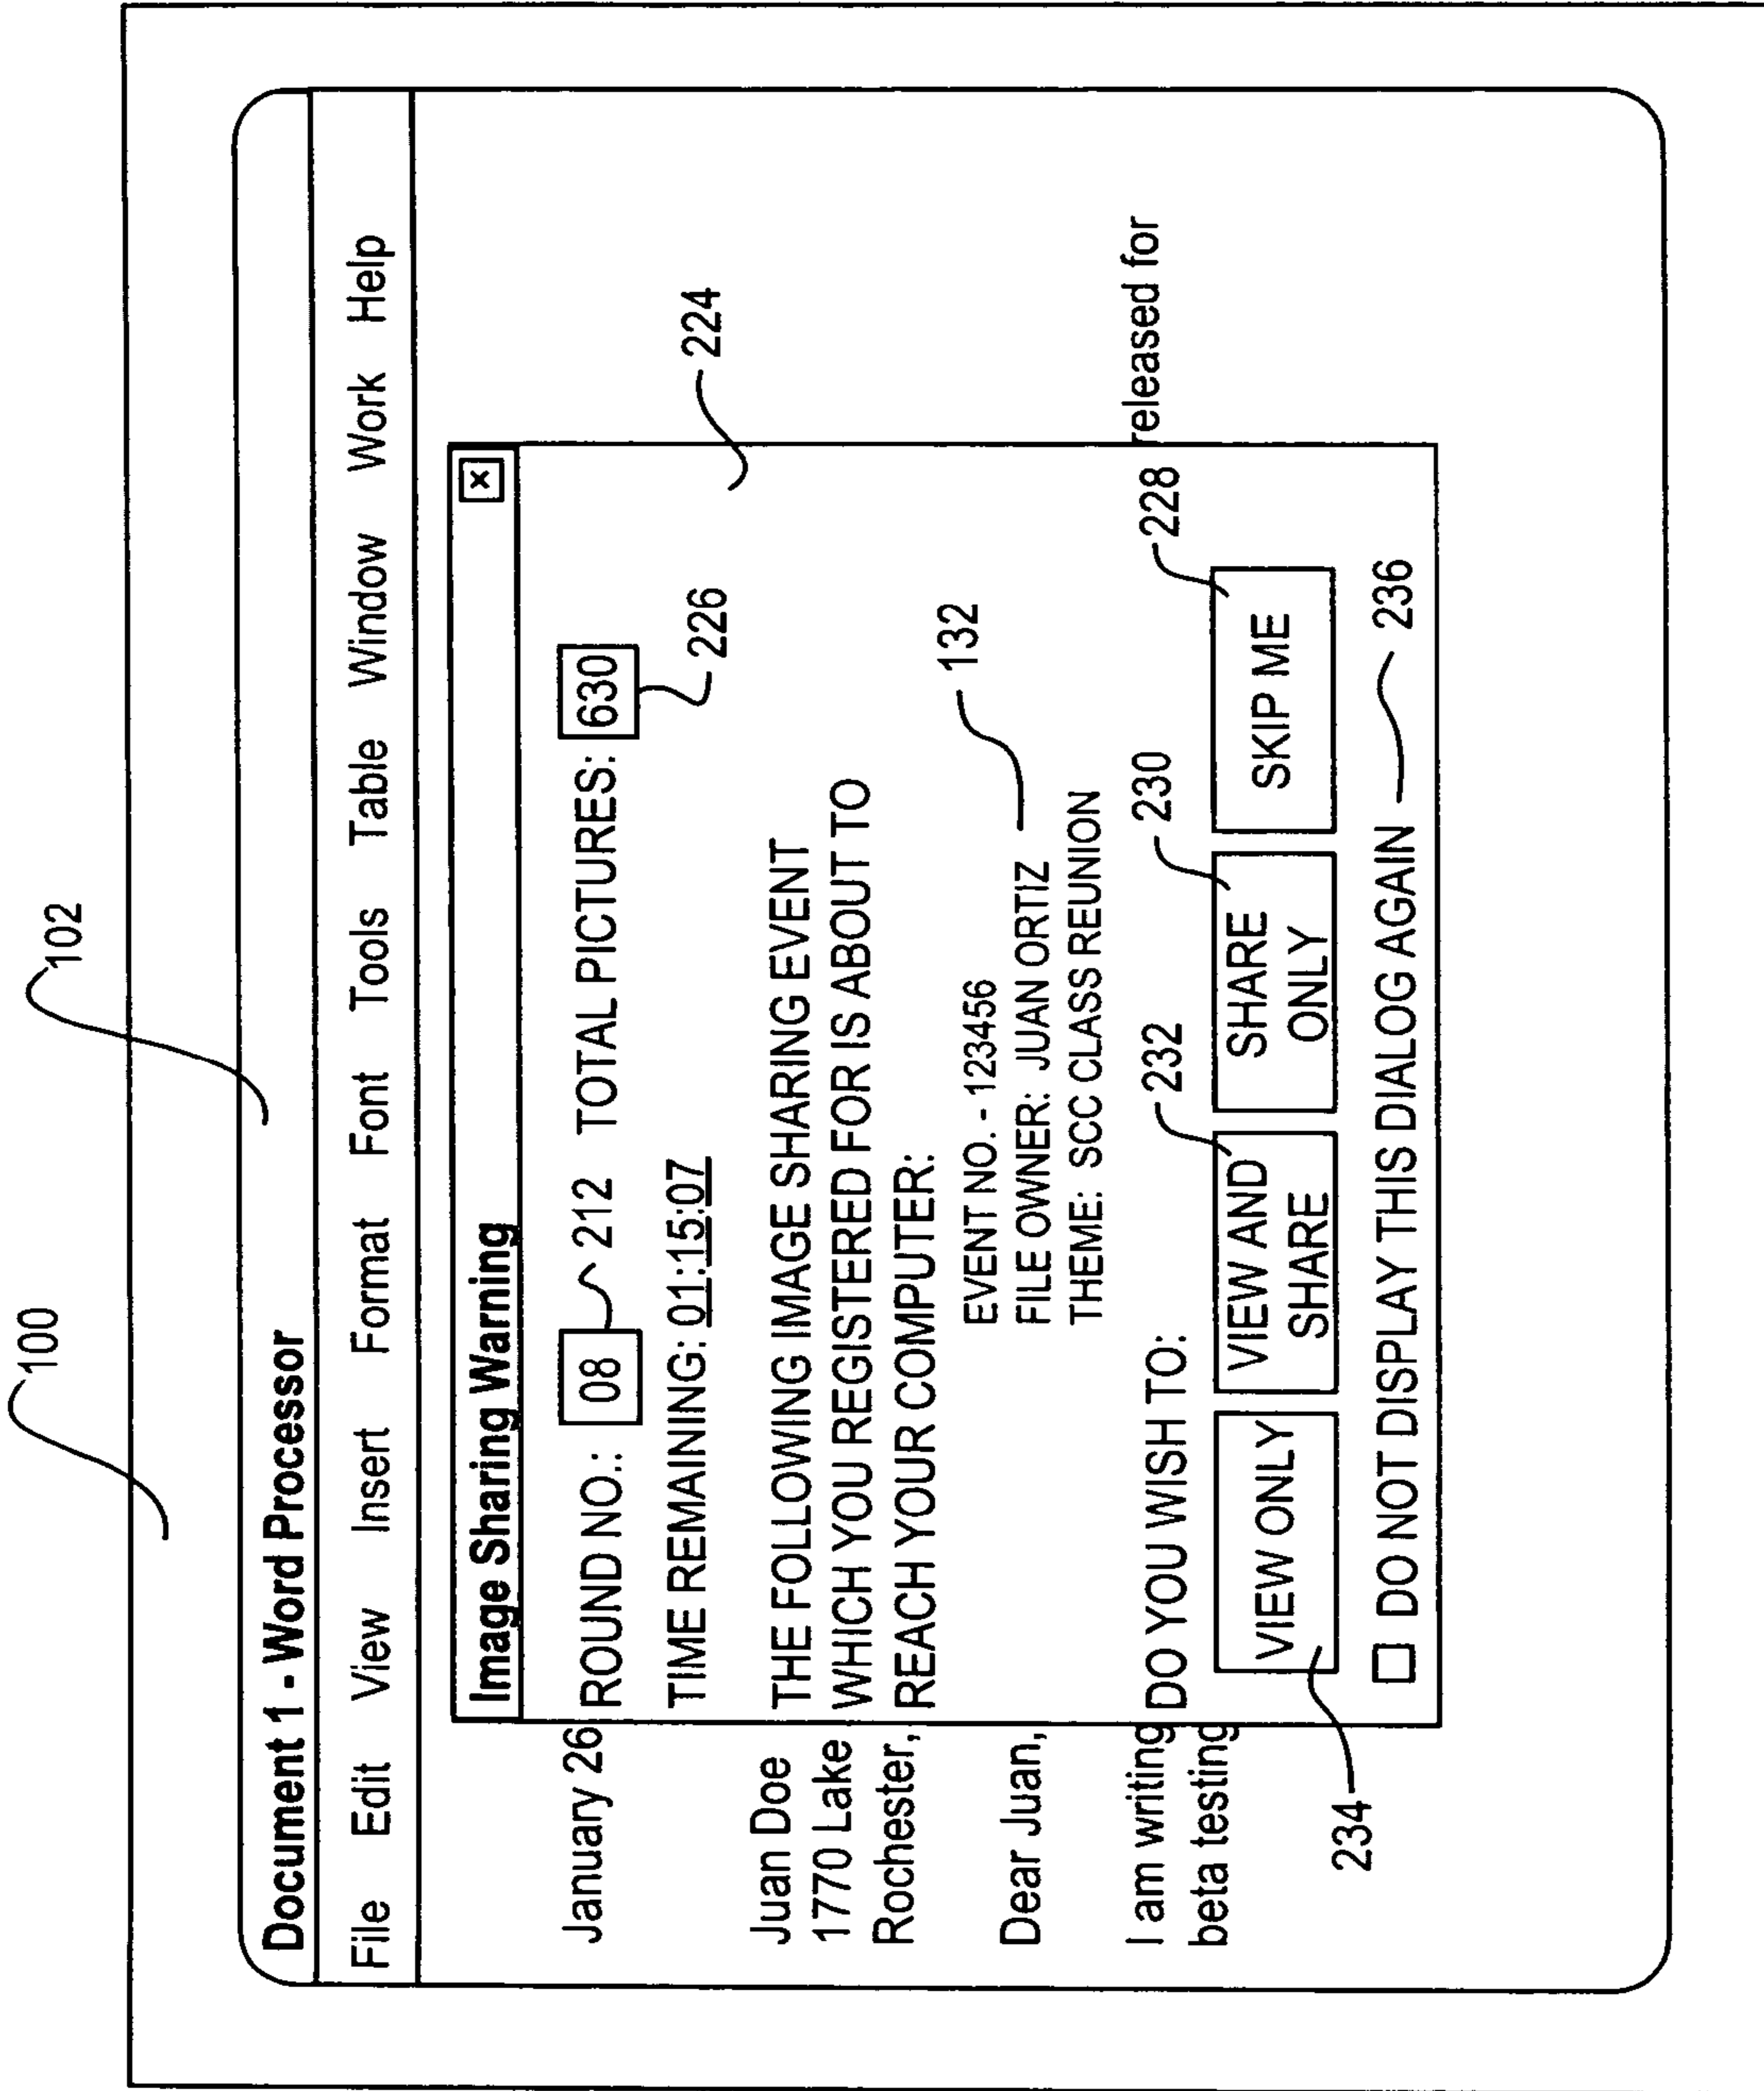 100
102
Document 1 - Word Processor
File Edit View Insert Format Font Tools Table Window Work Help
Image Sharing Warning x
January 26
ROUND NO.: 08 212 TOTAL PICTURES: 630
226
224
TIME REMAINING: 01:15:07
Juan Doe
1770 Lake
Rochester,
THE FOLLOWING IMAGE SHARING EVENT
WHICH YOU REGISTERED FOR IS ABOUT TO
REACH YOUR COMPUTER:
EVENT NO. - 123456
FILE OWNER: JUAN ORTIZ
THEME: SCC CLASS REUNION
132
Dear Juan,
I am writing
released for
beta testing
DO YOU WISH TO:
232
230
228
VIEW ONLY
VIEW AND
SHARE
SHARE
ONLY
SKIP ME
234
DO NOT DISPLAY THIS DIALOG AGAIN 236